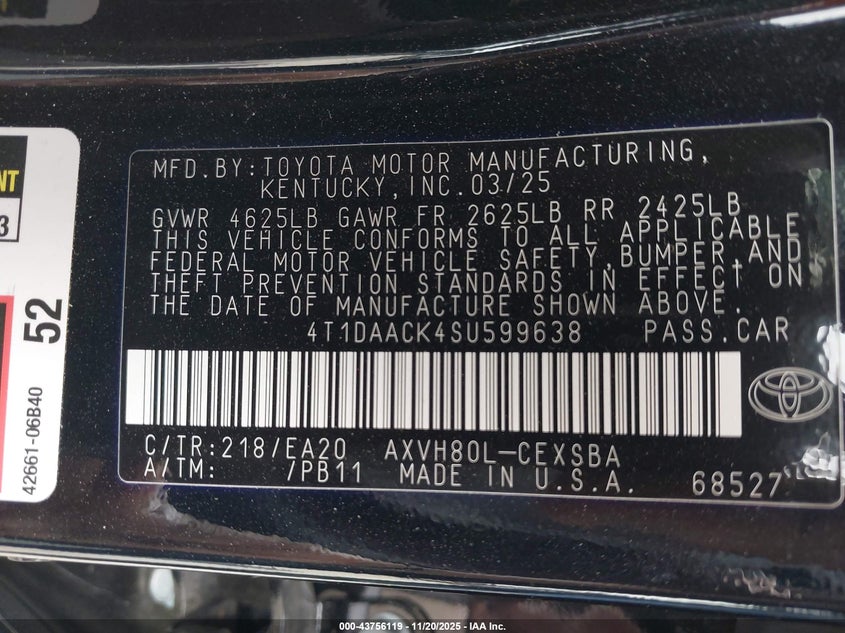 NT
3
52
42661-06B40
MFD.BY:TOYOTA MOTOR MANUFACTURING,
KENTUCKY,INC.03/25
GVWR 4625LB GAWR FR 2625LB RR 2425LB
THIS VEHICLE CONFORMS TO ALL APPLICABLE
FEDERAL MOTOR VEHICLE SAFETY,BUMPER,AND
THEFT PREVENTION STANDARDS IN EFFECT ON
THE DATE OF MANUFACTURE SHOWN ABOVE.
4T1DAACK4SU599638 PASS.CAR
C/TR:218/EA20 AXVH80L-CEXSBA
A/TM: /PB11 MADE IN U.S.A. 68527
000-43756119 - 11/20/2025 - IAA Inc.